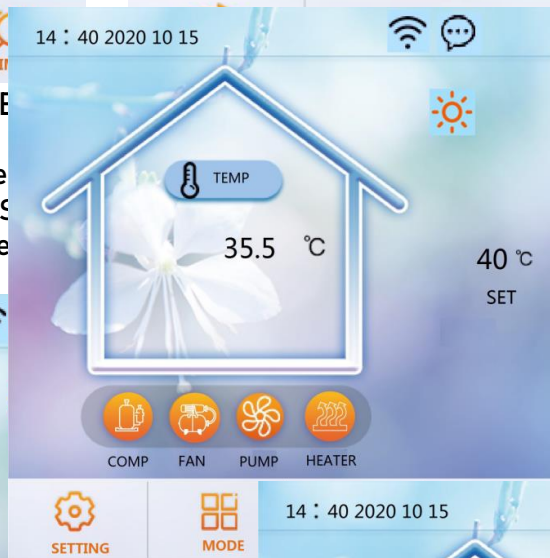 14：40 2020 10 15
TEMP
35.5 ℃
40 ℃
SET
COMP FAN PUMP HEATER
SETTING MODE
14：40 2020 10 15